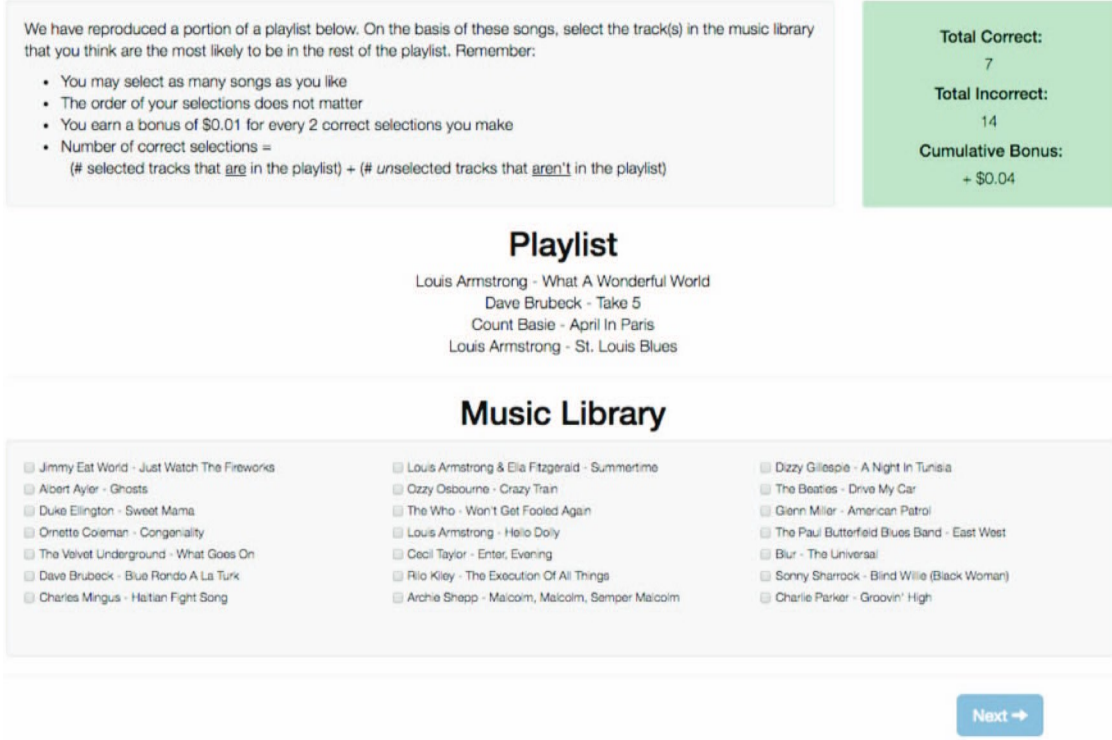 We have reproduced a portion of a playlist below. On the basis of these songs, select the track(s) in the music library
that you think are the most likely to be in the rest of the playlist. Remember:
• You may select as many songs as you like
• The order of your selections does not matter
• You earn a bonus of $0.01 for every 2 correct selections you make
• Number of correct selections =
(# selected tracks that are in the playlist) + (# unselected tracks that aren't in the playlist)
Total Correct:
7
Total Incorrect:
14
Cumulative Bonus:
+ $0.04
Playlist
Louis Armstrong - What A Wonderful World
Dave Brubeck - Take 5
Count Basie - April In Paris
Louis Armstrong - St. Louis Blues
Music Library
Jimmy Eat World - Just Watch The Fireworks
Albert Ayler - Ghosts
Duke Ellington - Sweet Mama
Ornette Coleman - Congeniality
The Velvet Underground - What Goes On
Dave Brubeck - Blue Rondo A La Turk
Charles Mingus - Haitian Fight Song
Louis Armstrong & Ella Fitzgerald - Summertime
Ozzy Osbourne - Crazy Train
The Who - Won't Get Fooled Again
Louis Armstrong - Hello Dolly
Cecil Taylor - Enter, Evening
Rilo Kiley - The Execution Of All Things
Archie Shepp - Malcolm, Malcolm, Semper Malcolm
Dizzy Gillespie - A Night In Tunisia
The Beatles - Drive My Car
Glenn Miller - American Patrol
The Paul Butterfield Blues Band - East West
Blur - The Universal
Sonny Sharrock - Blind Willie (Black Woman)
Charlie Parker - Groovin' High
Next →